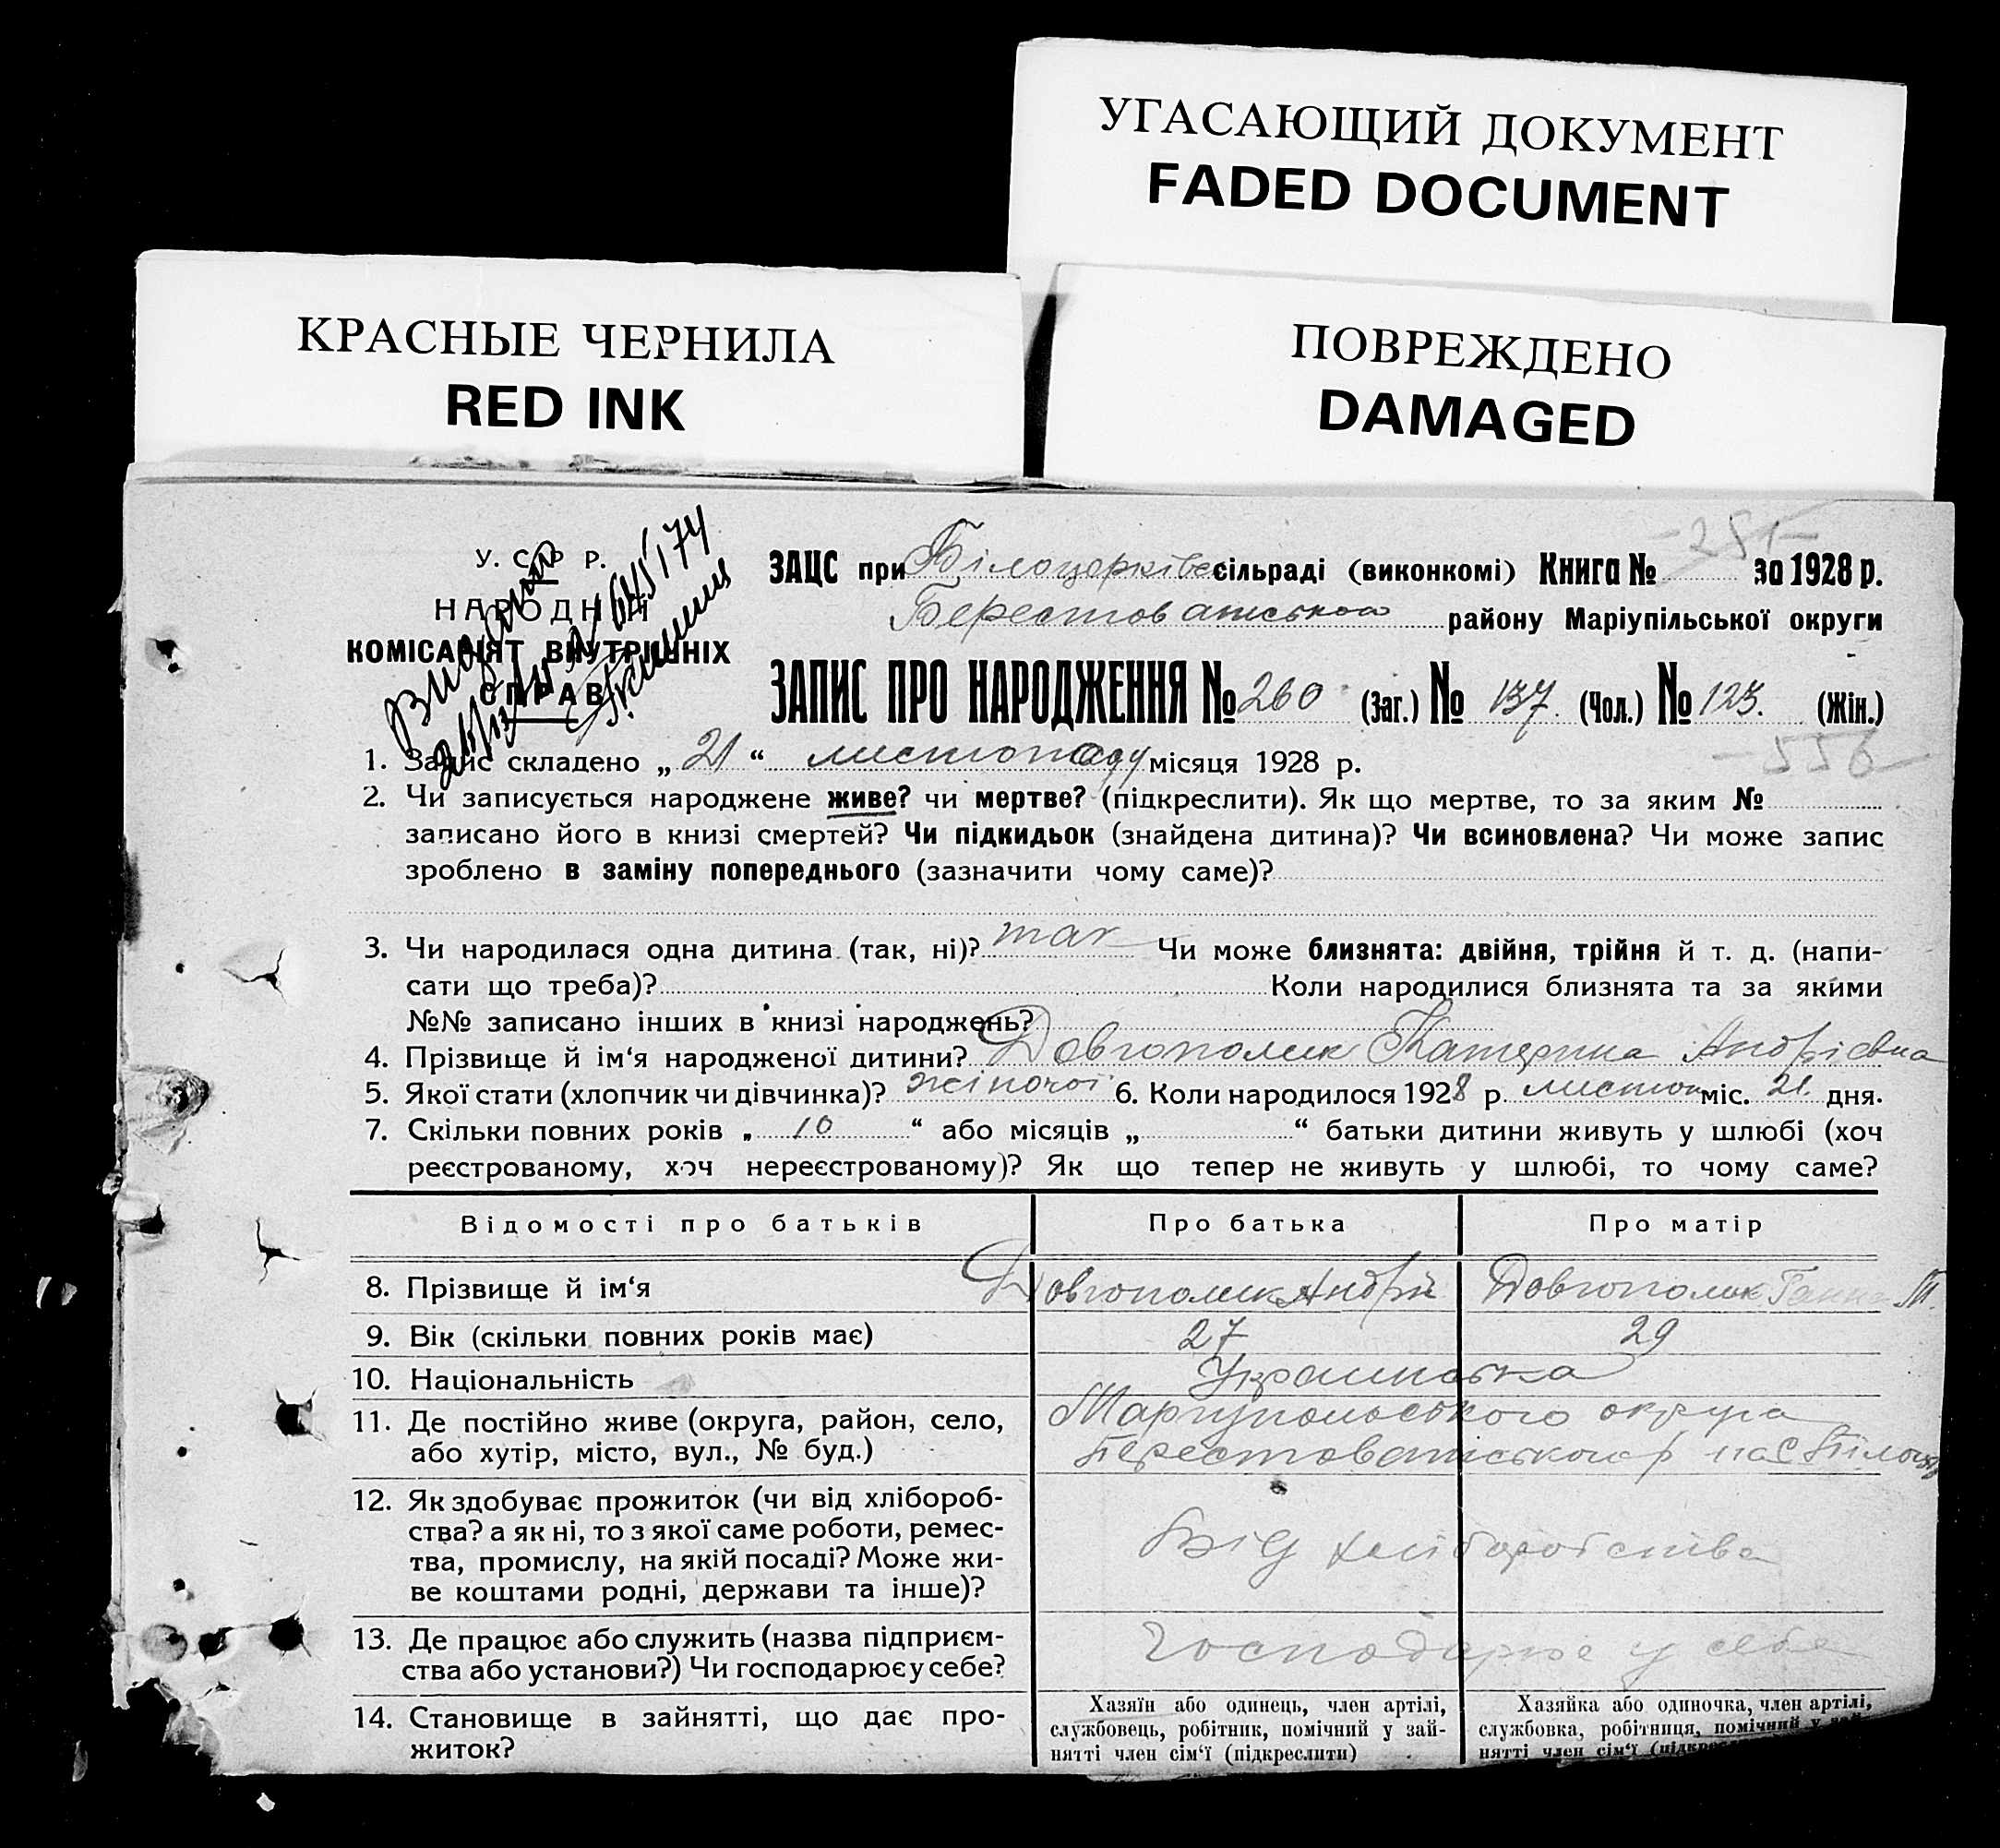 УГАСАЮЩИЙ ДОКУМЕНТ
FADED DOCUMENT
КРАСНЫЕ ЧЕРНИЛА
RED INK
ПОВРЕЖДЕНО
DAMAGED
У. С. Р Р.
НАРОДНІЙ
КОМІСАРІЯТ ВНУТРІШНІХ
СПРАВ
ЗАЦС при Білоцерківс сільраді (виконкомі) Книга № -281- за 1928 р.
Берестоватського району Маріупільської округи
ЗАПИС ПРО НАРОДЖЕННЯ № 260 (Заг.) № 137. (Чол.) № 123. (Жін.)
-556-
1. Запис складено „ 21 “ листопаду місяця 1928 р.
2. Чи записується народжене живе? чи мертве? (підкреслити). Як що мертве, то за яким №
записано його в книзі смертей? Чи підкидьок (знайдена дитина)? Чи всиновлена? Чи може запис
зроблено в заміну попереднього (зазначити чому саме)?
3. Чи народилася одна дитина (так, ні)? так Чи може близнята: двійня, трійня й т. д. (напи-
сати що треба)? Коли народилися близнята та за якими
№№ записано інших в книзі народжень?
4. Прізвище й ім‘я народженої дитини? Довгополик Катерина Андрієвна
5. Якої стати (хлопчик чи дівчинка)? жіночої 6. Коли народилося 1928 р. листоп міс. 21. дня.
7. Скільки повних років „ 10 “ або місяців „ “ батьки дитини живуть у шлюбі (хоч
реєстрованому, хоч нереєстрованому)? Як що тепер не живуть у шлюбі, то чому саме?
Відомості про батьків Про батька Про матір
8. Прізвище й ім‘я Довгополик Андрій Довгополик Ганна М.
9. Вік (скільки повних років має) 27 29
10. Національність Українська
11. Де постійно живе (округа, район, село, Маріупольського округа
або хутір, місто, вул., № буд.) Берестоватського р
12. Як здобуває прожиток (чи від хлібороб-
ства? а як ні, то з якої саме роботи, ремес- Від хліборобства
тва, промислу, на якій посаді? Може жи-
ве коштами родні, держави та інше)?
13. Де працює або служить (назва підприєм- Господарює у себе
ства або установи?) Чи господарює у себе?
14. Становище в зайнятті, що дає про-
житок?
Хазяїн або одинець, член артілі,
службовець, робітник, помічний у зай-
нятті член сім‘ї (підкреслити)
Хазяйка або одиночка, член артілі,
службовка, робітниця, помічний у зай-
нятті член сім‘ї